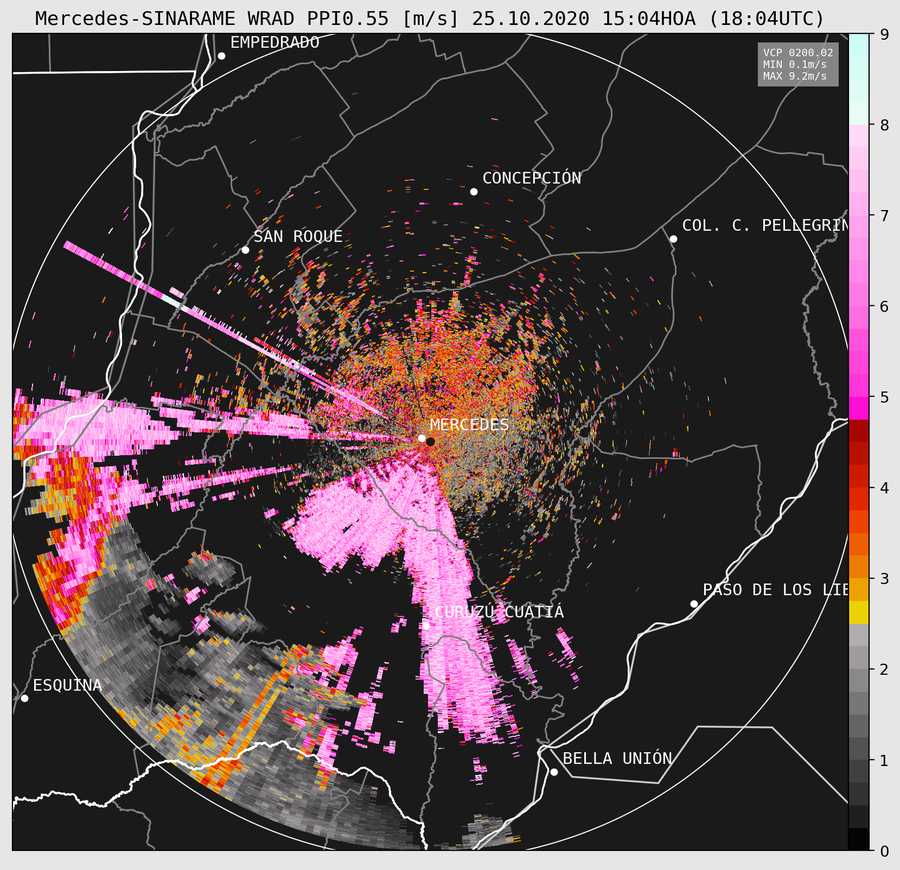 Mercedes-SINARAME WRAD PPI0.55 [m/s] 25.10.2020 15:04HOA (18:04UTC)
EMPEDRADO
VCP 0200.02
MIN 0.1m/s
MAX 9.2m/s
CONCEPCIÓN
COL. C. PELLEGRIN
SAN ROQUE
MERCEDES
PASO DE LOS LIE
CURUZÚ CUATIÁ
ESQUINA
BELLA UNIÓN
9
8
7
6
5
4
3
2
1
0